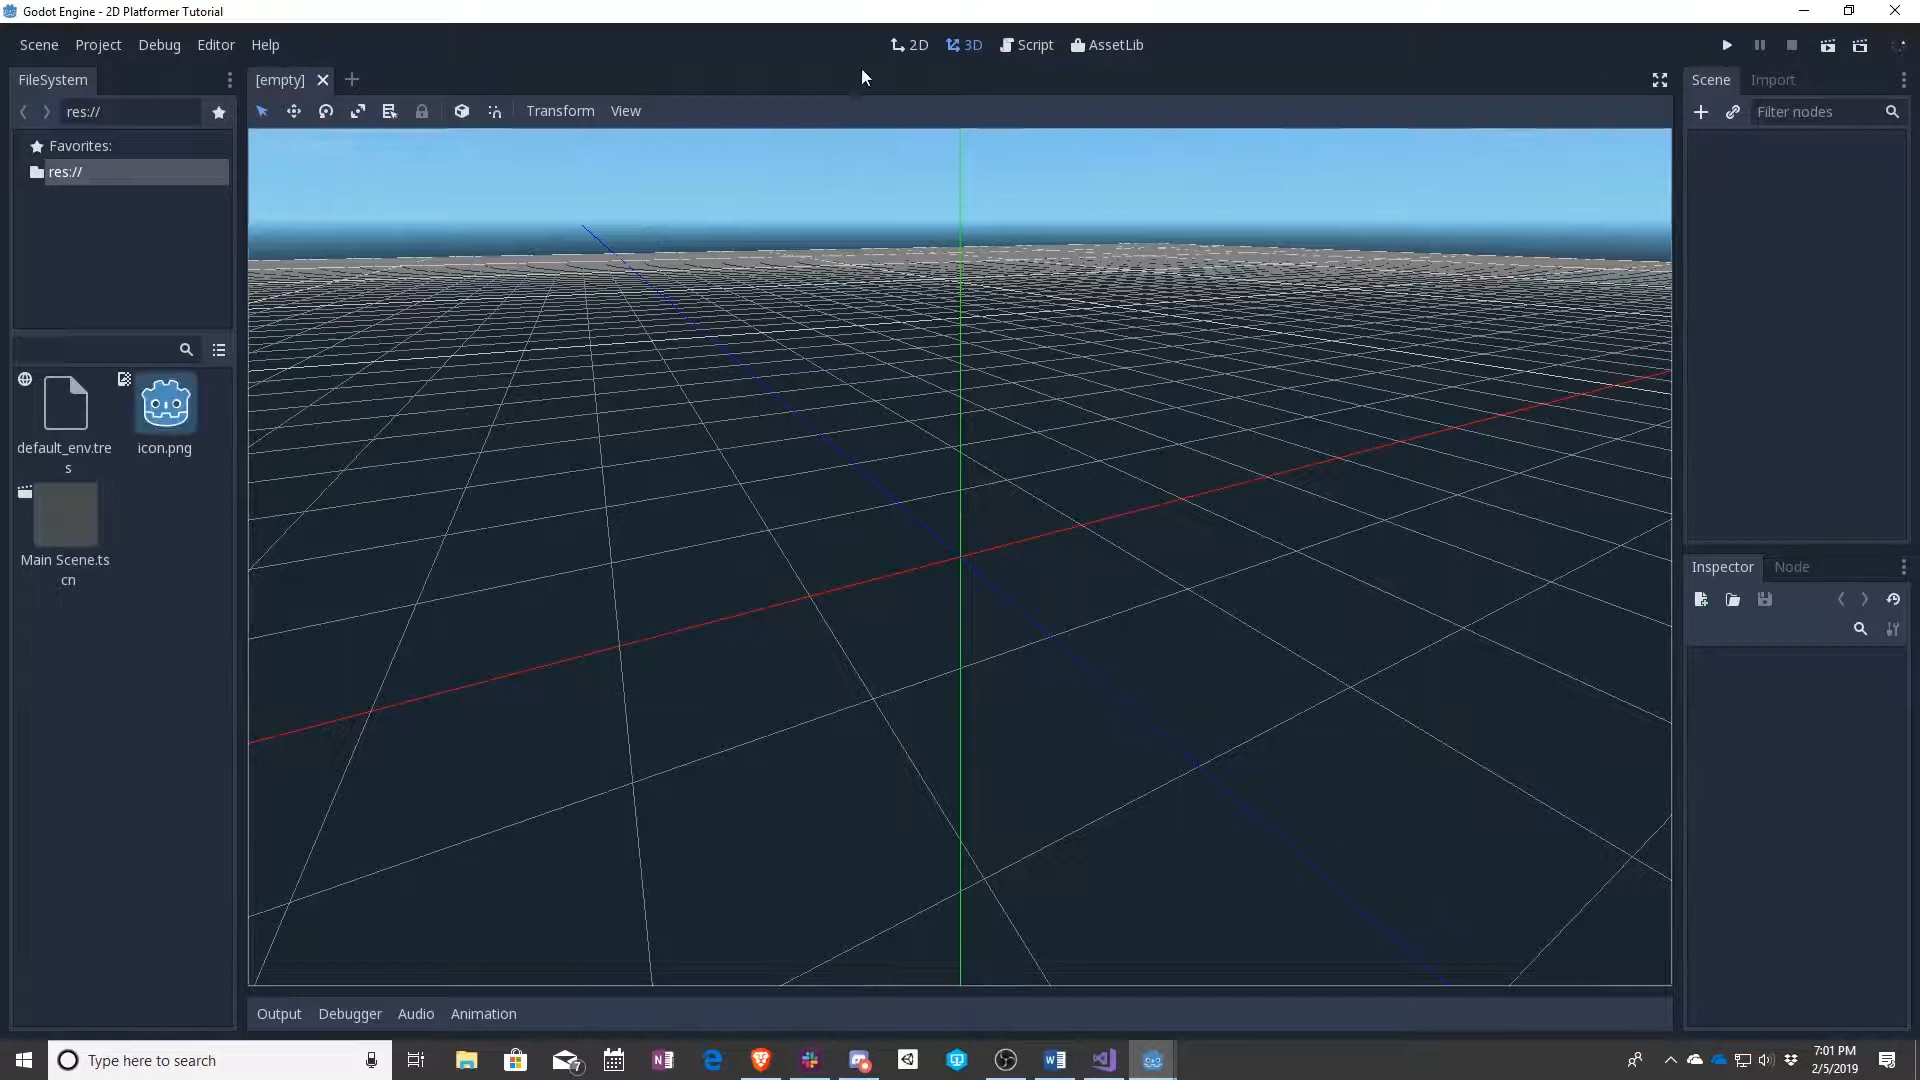 Godot Engine - 2D Platformer Tutorial
Scene Project Debug Editor Help
2D 3D Script AssetLib
FileSystem
[empty]
Scene Import
res://
Transform View
Filter nodes
Favorites:
res://
default_env.tre
s
icon.png
Main Scene.ts
cn
Inspector Node
Output Debugger Audio Animation
Type here to search
7
7:01 PM
2/5/2019